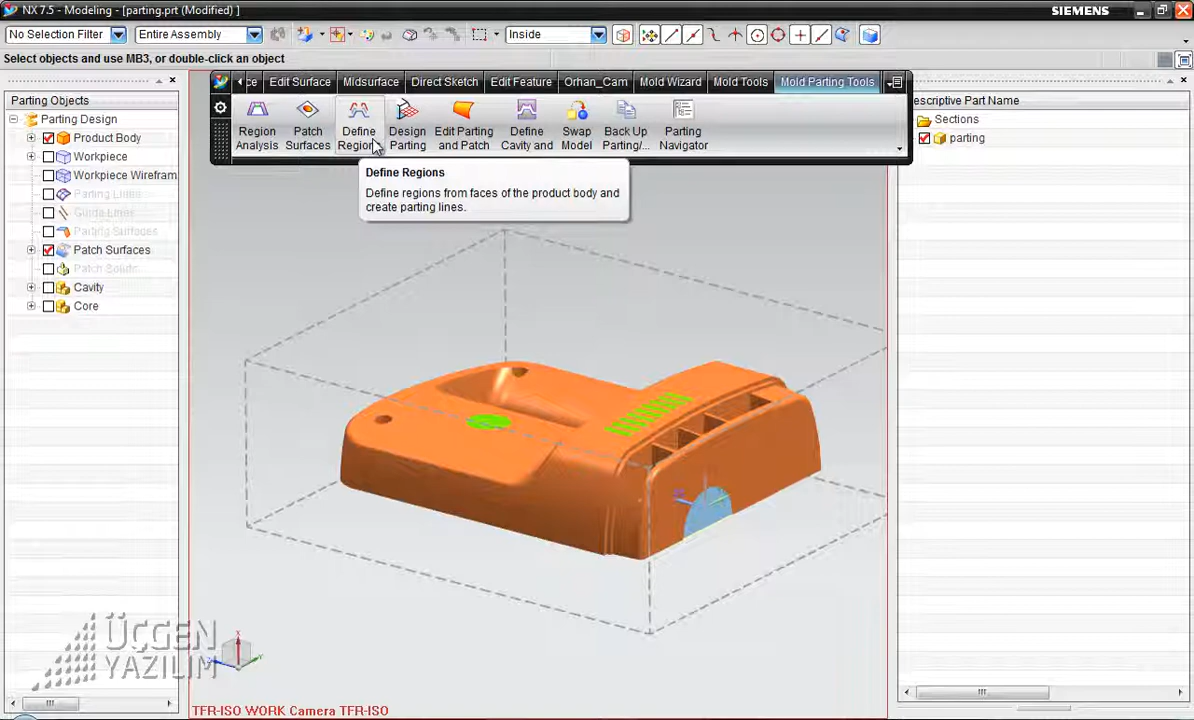 NX 7.5 - Modeling - [parting.prt (Modified) ]
SIEMENS
No Selection Filter
Entire Assembly
Inside
Select objects and use MB3, or double-click an object
Parting Objects
Parting Design
Product Body
Workpiece
Workpiece Wirefram
Parting Lines
Guide Lines
Parting Surfaces
Patch Surfaces
Patch Solids
Cavity
Core
ce
Edit Surface
Midsurface
Direct Sketch
Edit Feature
Orhan_Cam
Mold Wizard
Mold Tools
Mold Parting Tools
Region Analysis
Patch Surfaces
Define Regions
Design Parting
Edit Parting and Patch
Define Cavity and
Swap Model
Back Up Parting/...
Parting Navigator
Define Regions
Define regions from faces of the product body and
create parting lines.
escriptive Part Name
Sections
parting
ÜÇGEN
YAZILIM
TFR-ISO WORK Camera TFR-ISO